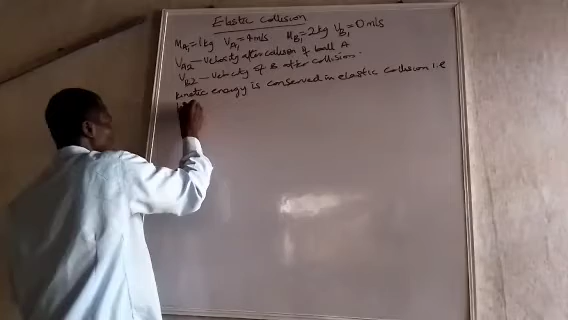 Elastic Collision
MA1=1kg VA1=4m/s MB1=2kg VB1=0m/s
VA2 — velocity after collision of ball A
VB2 — velocity of B after collision.
Kinetic energy is conserved in elastic collision i.e